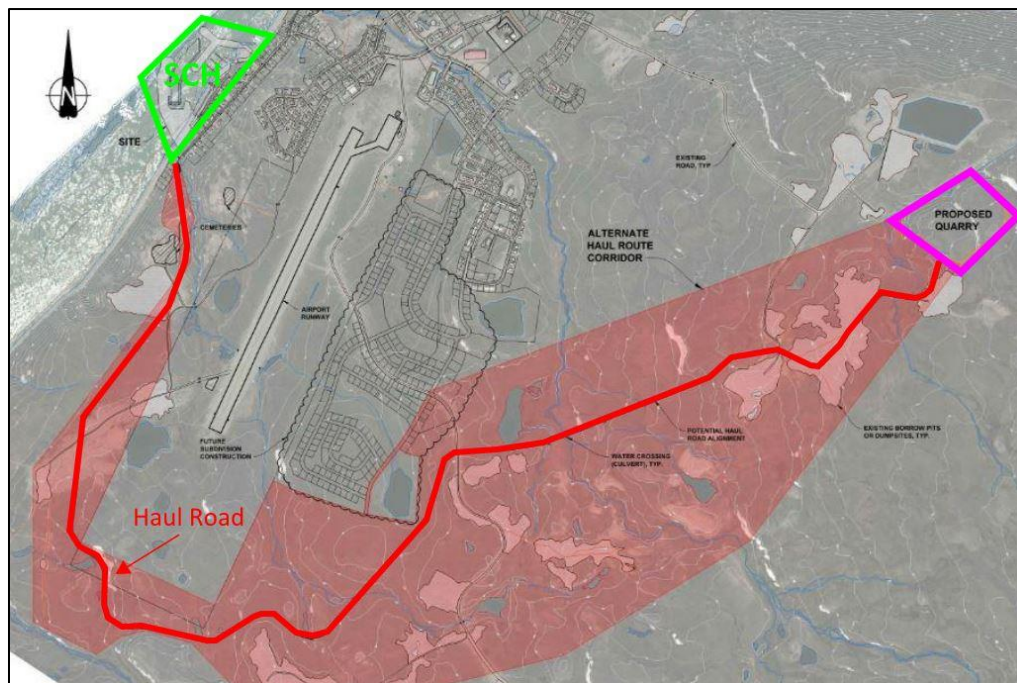 SCH
N
SITE
EXISTING
ROAD, TYP
PROPOSED
QUARRY
CEMETERIES
ALTERNATE
HAUL ROUTE
CORRIDOR
AIRPORT
RUNWAY
FUTURE
SUBDIVISION
CONSTRUCTION
POTENTIAL HAUL
ROAD ALIGNMENT
EXISTING BORROW PITS
OR DUMPSITES, TYP.
WATER CROSSING
(CULVERT), TYP.
Haul Road